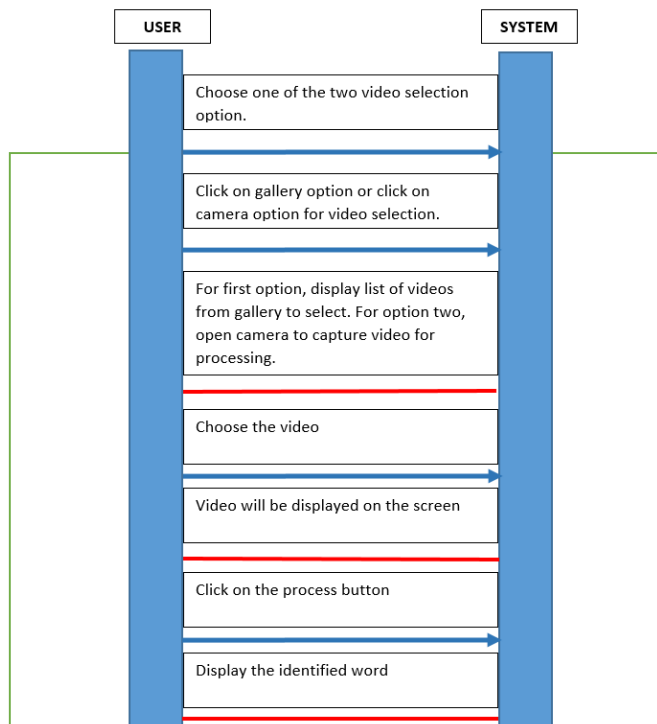 USER
SYSTEM
Choose one of the two video selection
option.
Click on gallery option or click on
camera option for video selection.
For first option, display list of videos
from gallery to select. For option two,
open camera to capture video for
processing.
Choose the video
Video will be displayed on the screen
Click on the process button
Display the identified word